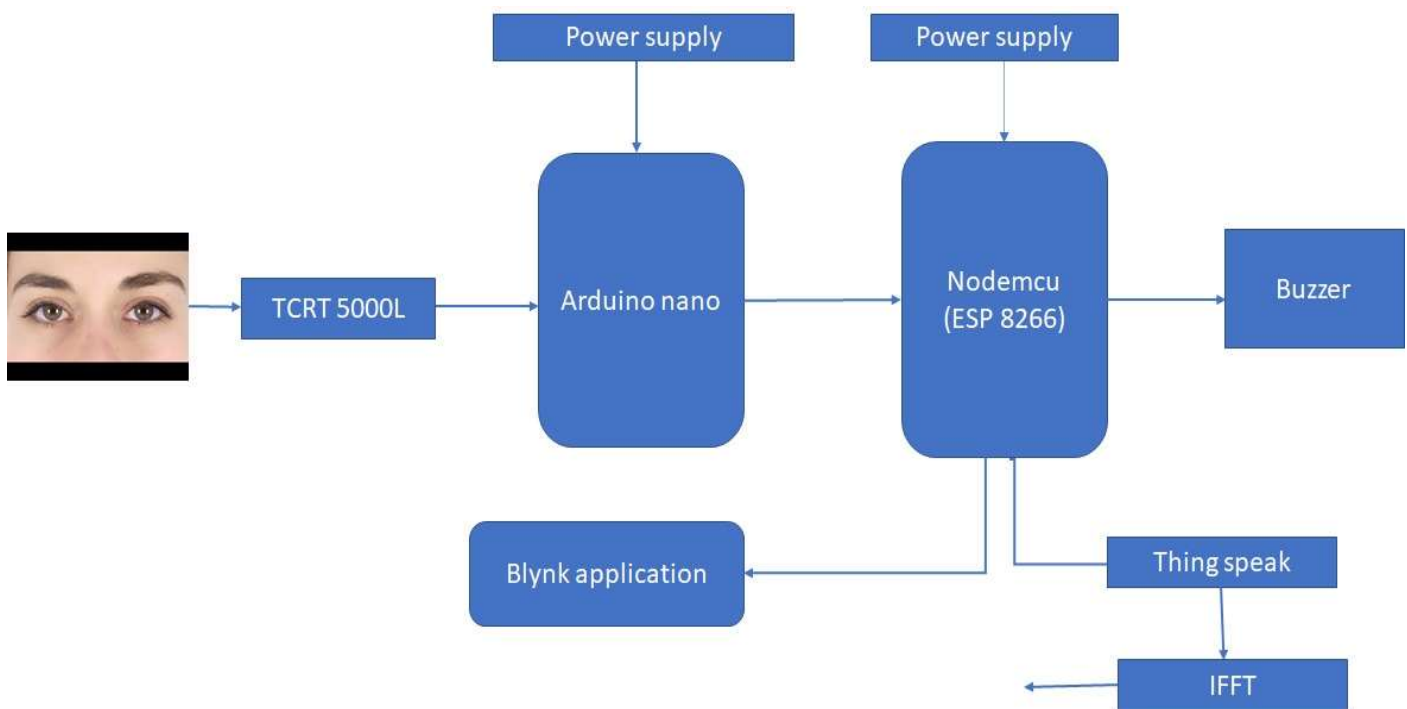 Power supply
Power supply
TCRT 5000L
Arduino nano
Nodemcu
(ESP 8266)
Buzzer
Blynk application
Thing speak
IFFT